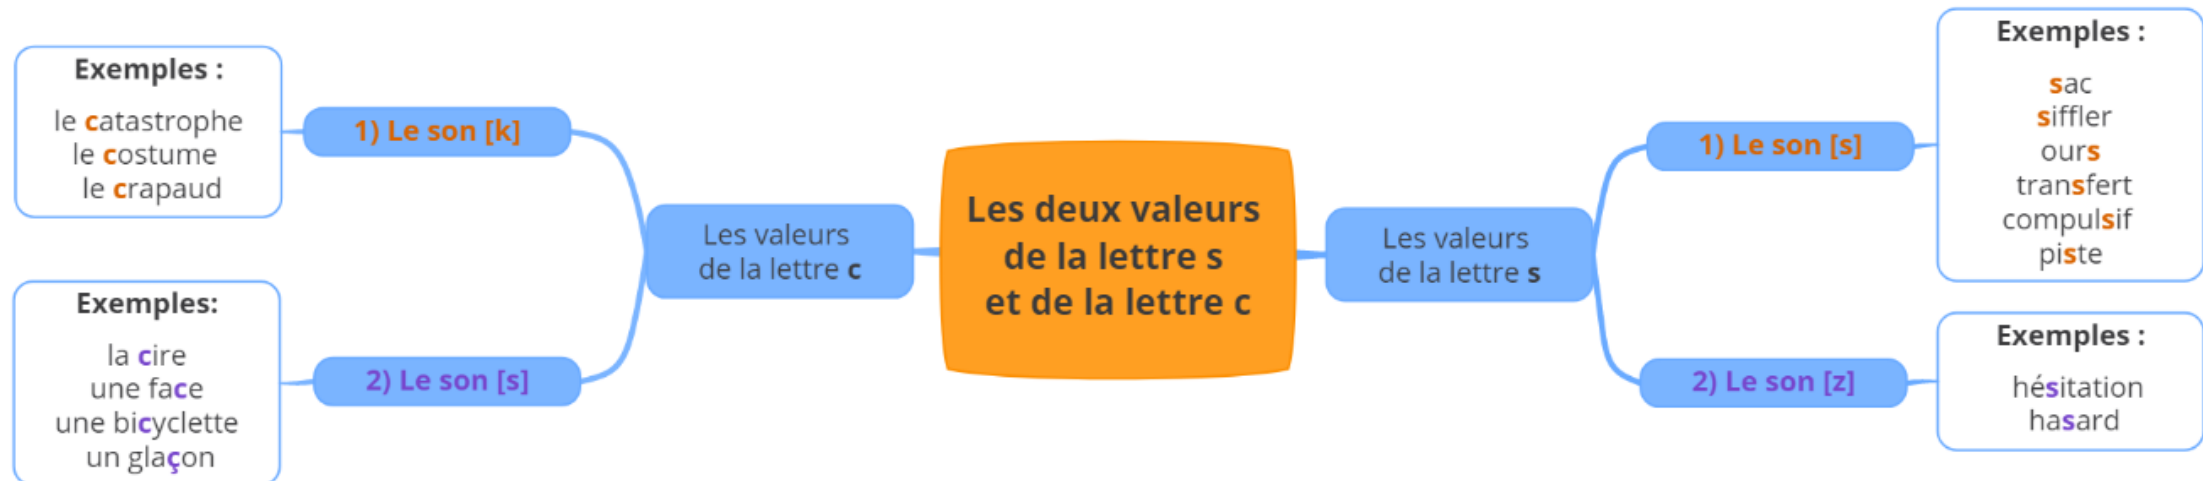 Les deux valeurs
de la lettre s
et de la lettre c
Les valeurs
de la lettre c
1) Le son [k]
Exemples :
le catastrophe
le costume
le crapaud
2) Le son [s]
Exemples:
la cire
une face
une bicyclette
un glaçon
Les valeurs
de la lettre s
1) Le son [s]
Exemples :
sac
siffler
ours
transfert
compulsif
piste
2) Le son [z]
Exemples :
hésitation
hasard